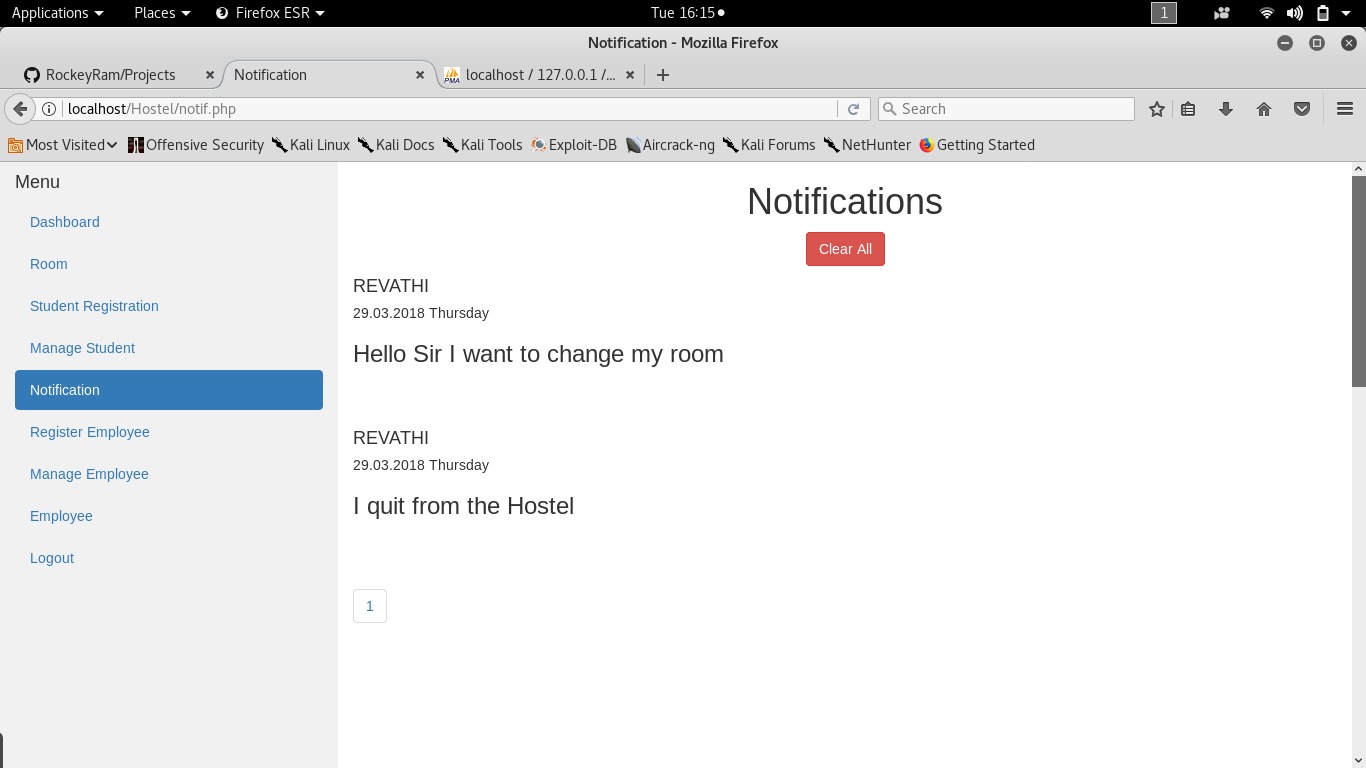 Applications Places Firefox ESR Tue 16:15 1
Notification - Mozilla Firefox
RockeyRam/Projects Notification PMA localhost / 127.0.0.1 /...
localhost/Hostel/notif.php Search
Most Visited Offensive Security Kali Linux Kali Docs Kali Tools Exploit-DB Aircrack-ng Kali Forums NetHunter Getting Started
Menu
Dashboard
Room
Student Registration
Manage Student
Notification
Register Employee
Manage Employee
Employee
Logout
Notifications
Clear All
REVATHI
29.03.2018 Thursday
Hello Sir I want to change my room
REVATHI
29.03.2018 Thursday
I quit from the Hostel
1